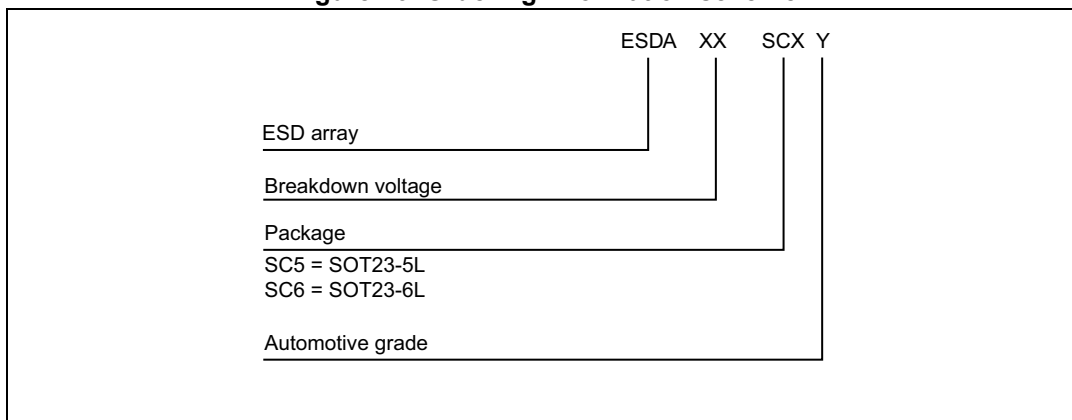 ESDA XX SCX Y
ESD array
Breakdown voltage
Package
SC5 = SOT23-5L
SC6 = SOT23-6L
Automotive grade